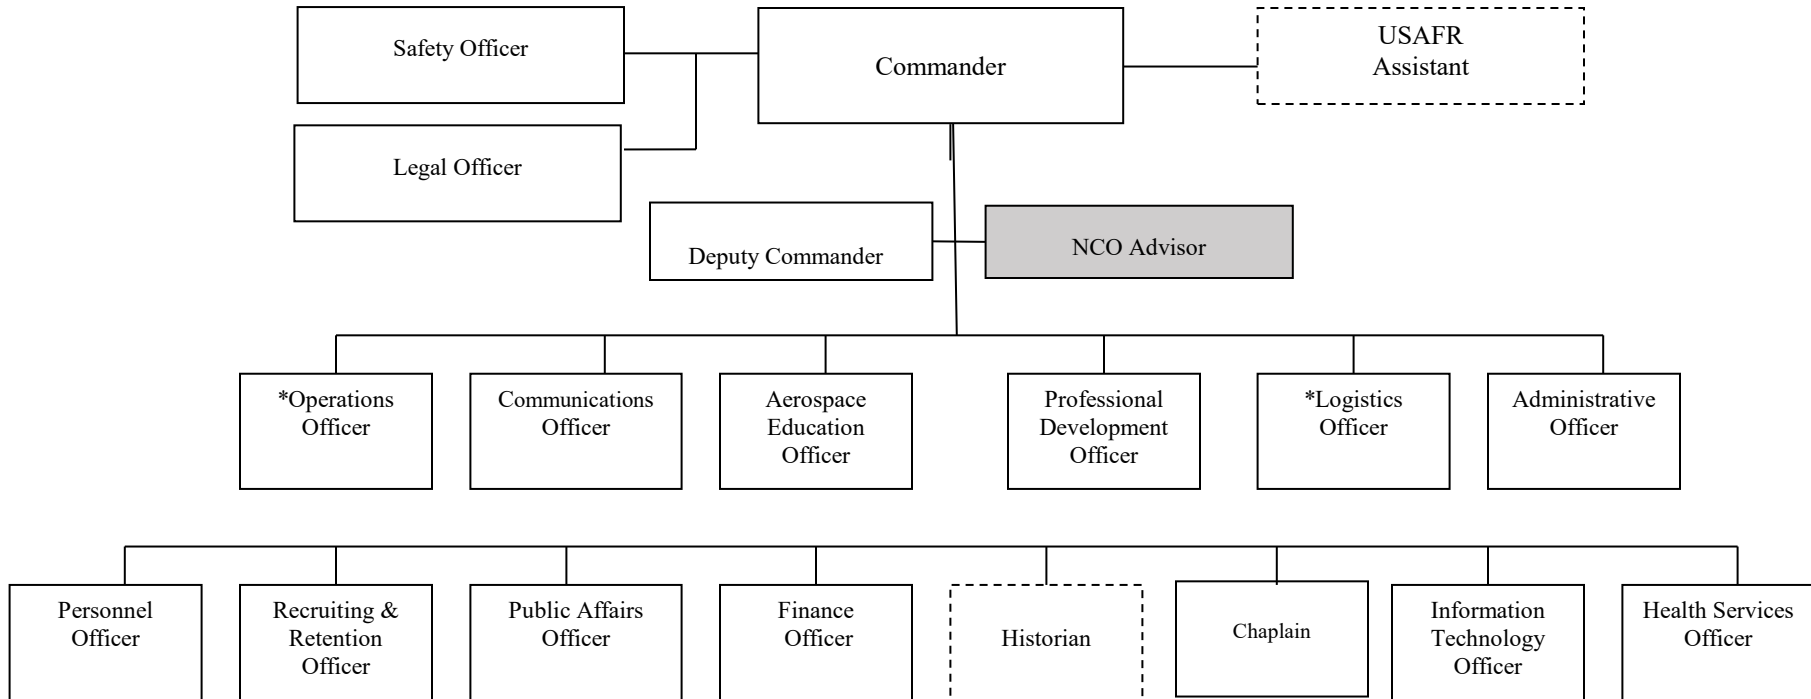 Safety Officer
Commander
USAFR
Assistant
Legal Officer
Deputy Commander
NCO Advisor
*Operations
Officer
Communications
Officer
Aerospace
Education
Officer
Professional
Development
Officer
*Logistics
Officer
Administrative
Officer
Personnel
Officer
Recruiting &
Retention
Officer
Public Affairs
Officer
Finance
Officer
Historian
Chaplain
Information
Technology
Officer
Health Services
Officer